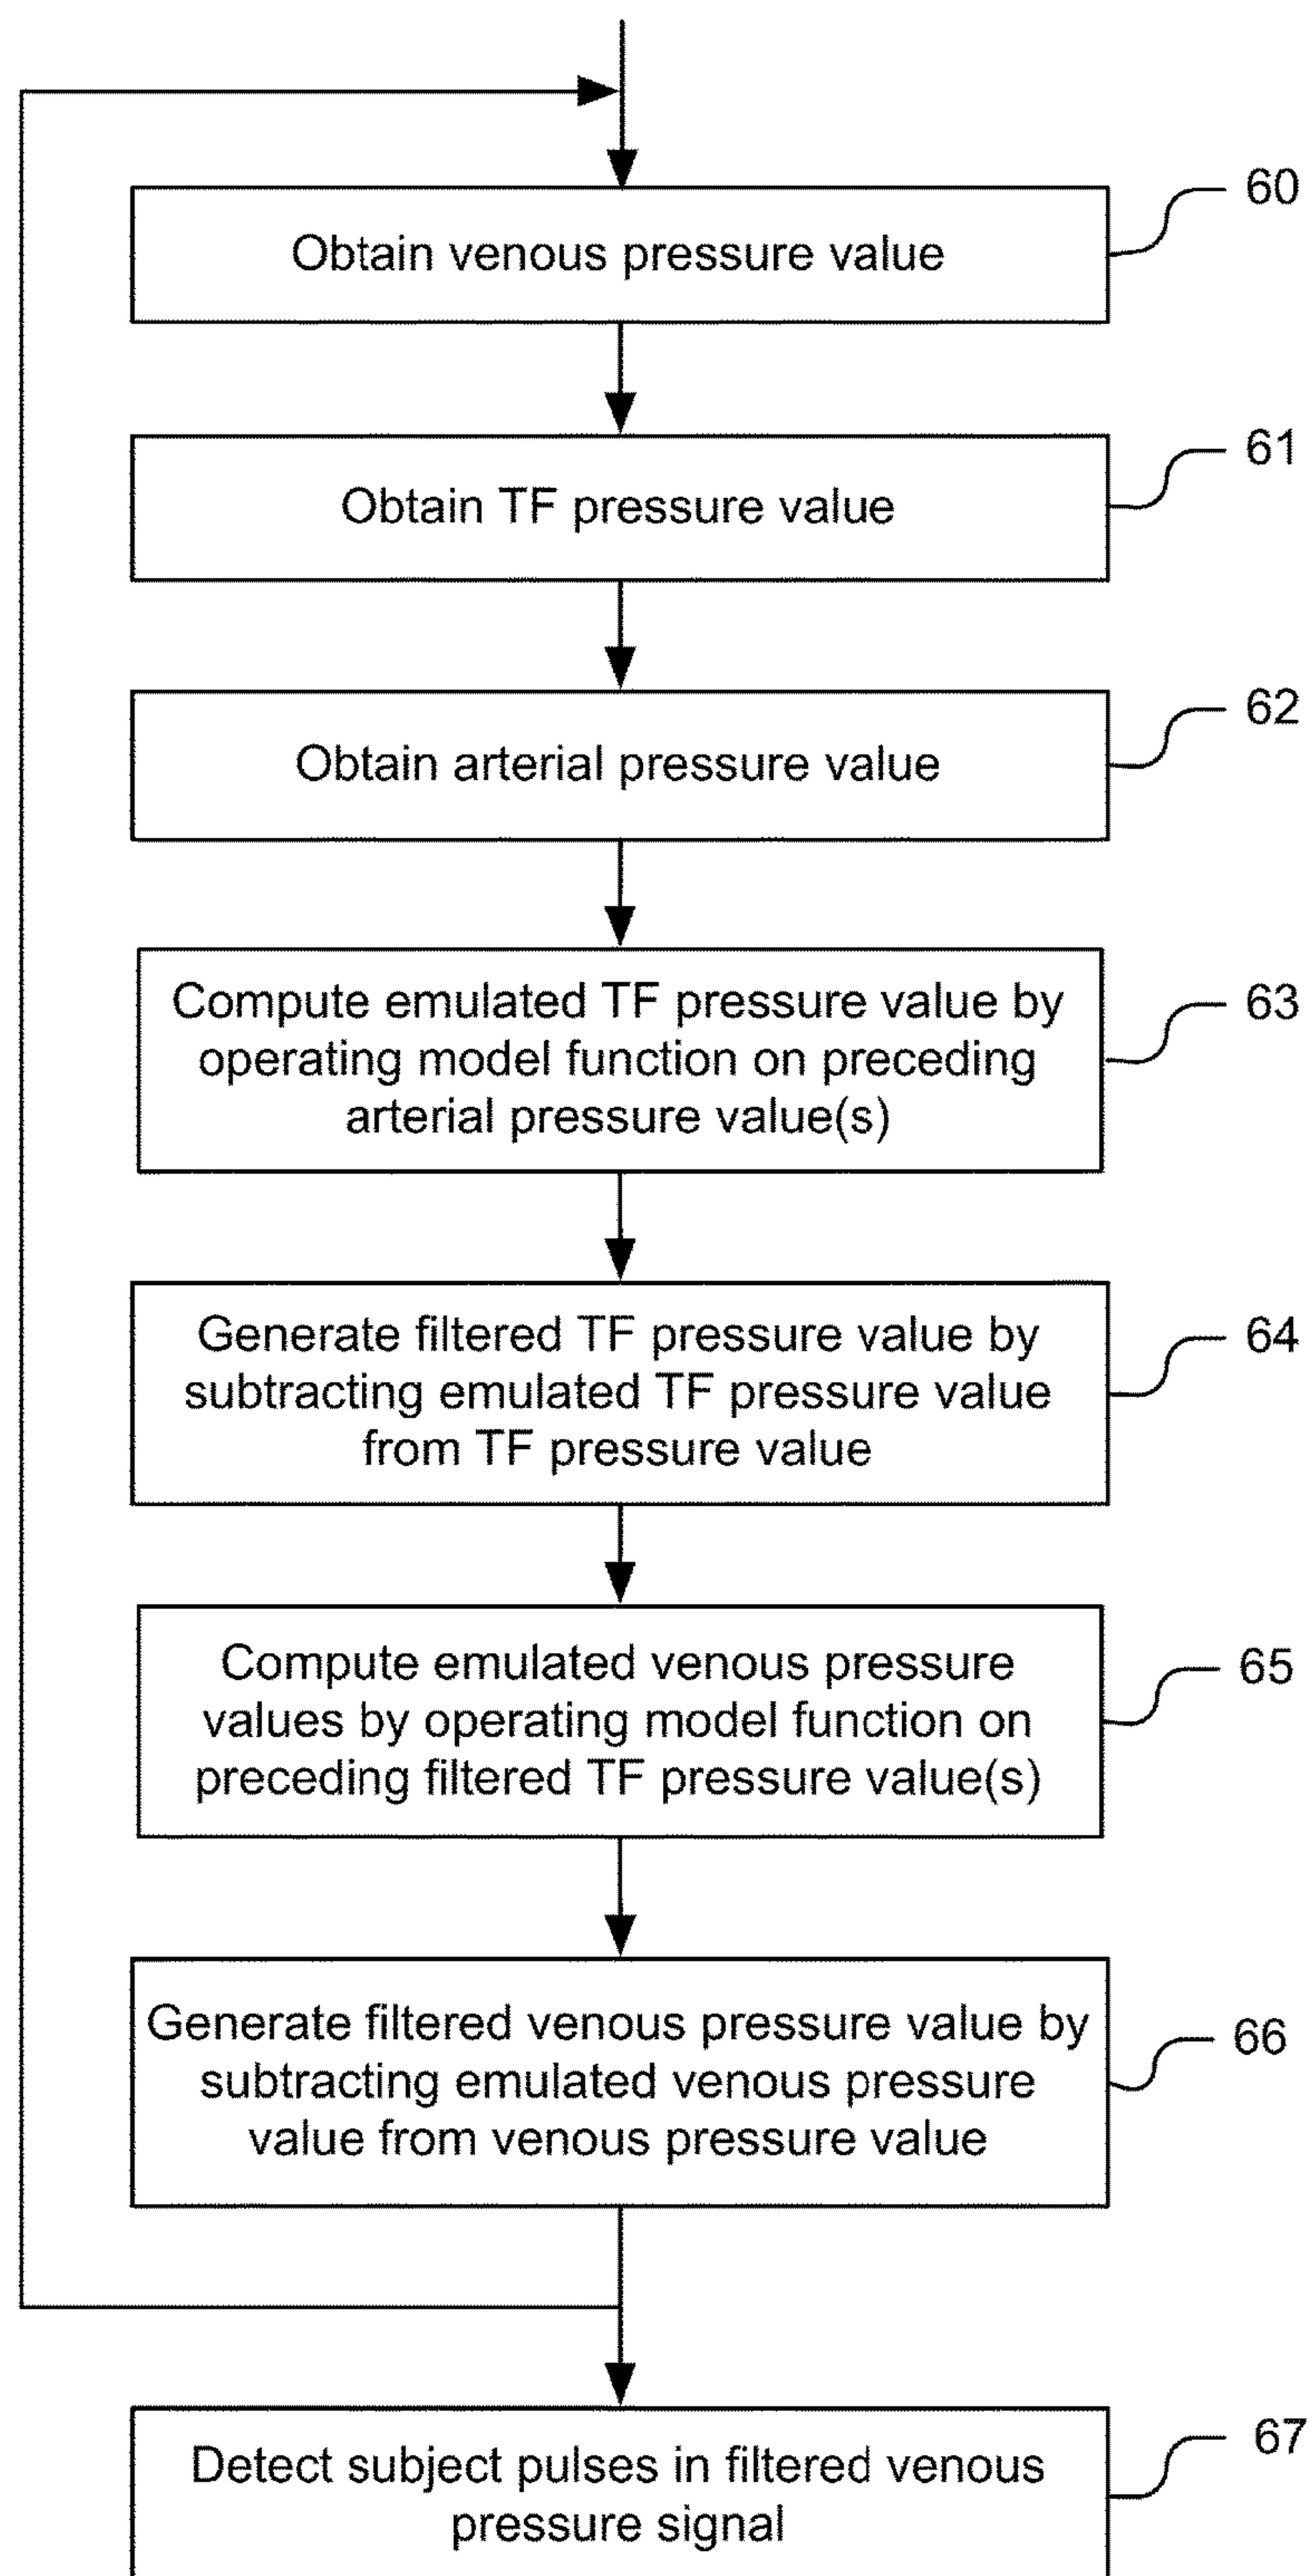 60
Obtain venous pressure value
61
Obtain TF pressure value
62
Obtain arterial pressure value
63
Compute emulated TF pressure value by
operating model function on preceding
arterial pressure value(s)
64
Generate filtered TF pressure value by
subtracting emulated TF pressure value
from TF pressure value
65
Compute emulated venous pressure
values by operating model function on
preceding filtered TF pressure value(s)
66
Generate filtered venous pressure value by
subtracting emulated venous pressure
value from venous pressure value
67
Detect subject pulses in filtered venous
pressure signal